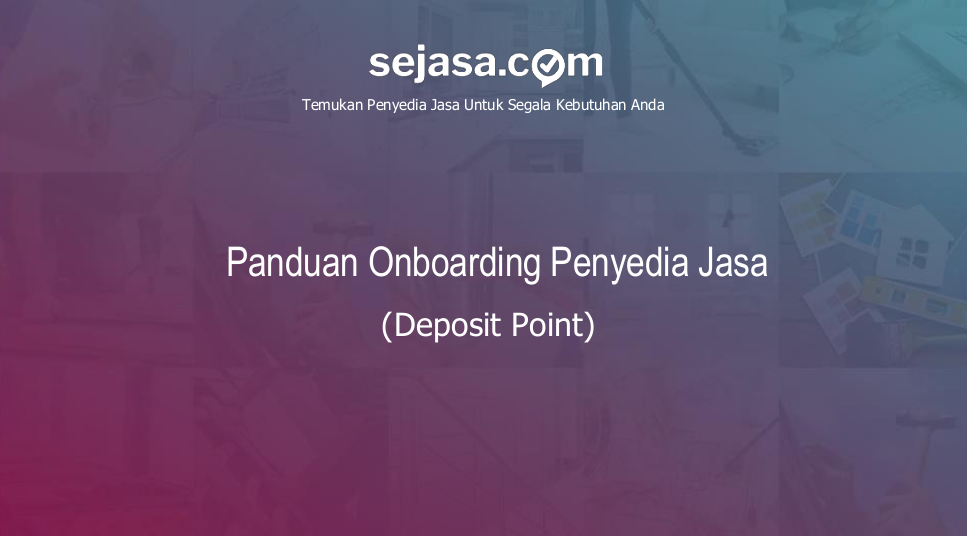 sejasa.com
Temukan Penyedia Jasa Untuk Segala Kebutuhan Anda
Panduan Onboarding Penyedia Jasa
(Deposit Point)